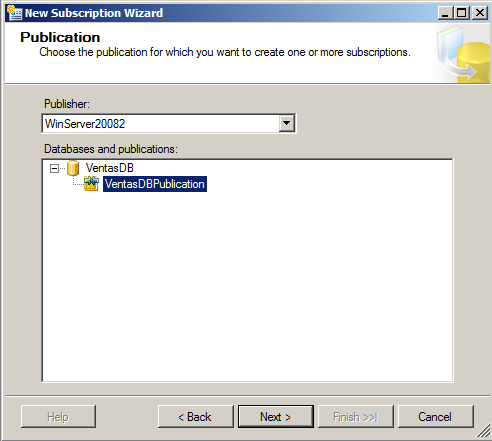 New Subscription Wizard
Publication
Choose the publication for which you want to create one or more subscriptions.
Publisher:
WinServer20082
Databases and publications:
VentasDB
VentasDBPublication
Help
< Back
Next >
Finish >>|
Cancel